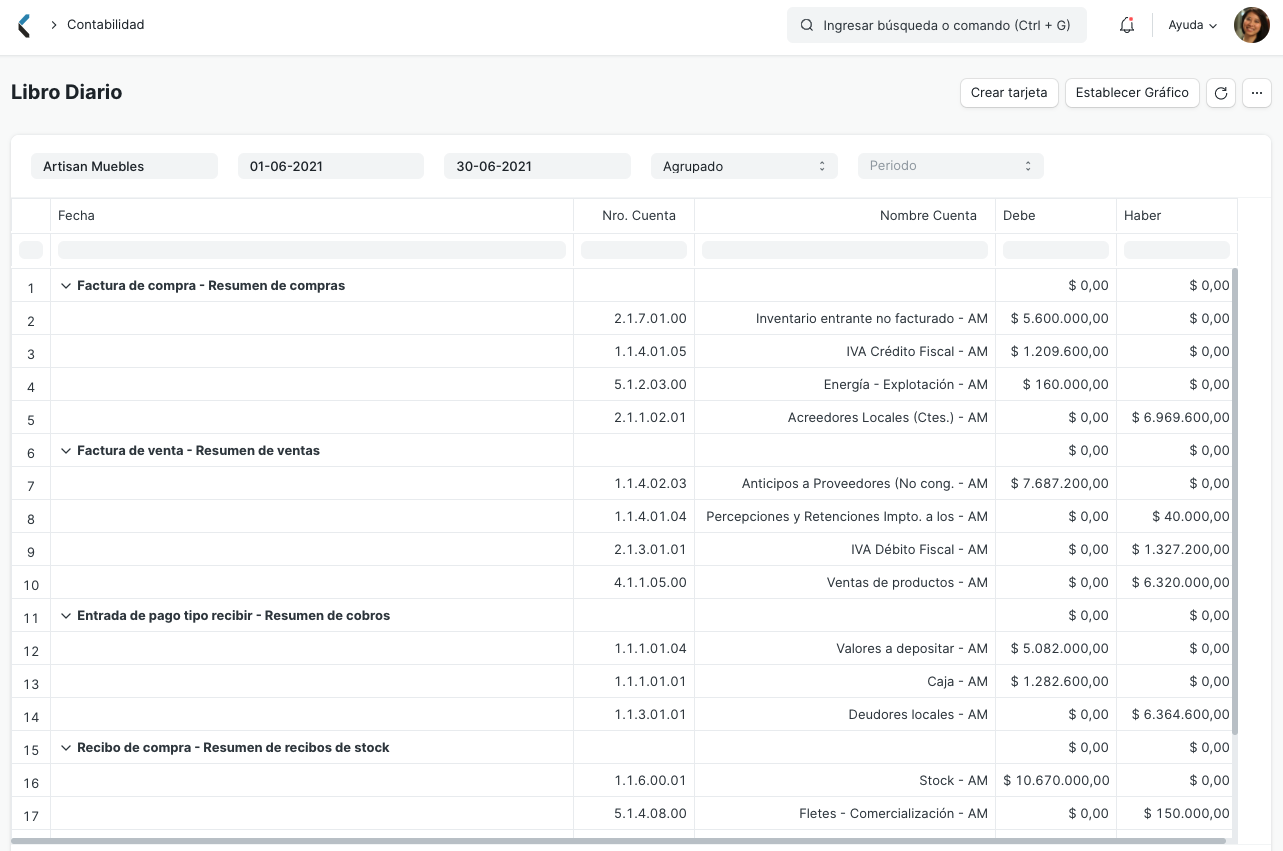 Contabilidad
Ingresar búsqueda o comando (Ctrl + G)
Ayuda
Libro Diario
Crear tarjeta
Establecer Gráfico
...
Artisan Muebles 01-06-2021 30-06-2021 Agrupado Periodo
Fecha Nro. Cuenta Nombre Cuenta Debe Haber
1 Factura de compra - Resumen de compras $ 0,00 $ 0,00
2 2.1.7.01.00 Inventario entrante no facturado - AM $ 5.600.000,00 $ 0,00
3 1.1.4.01.05 IVA Crédito Fiscal - AM $ 1.209.600,00 $ 0,00
4 5.1.2.03.00 Energía - Explotación - AM $ 160.000,00 $ 0,00
5 2.1.1.02.01 Acreedores Locales (Ctes.) - AM $ 0,00 $ 6.969.600,00
6 Factura de venta - Resumen de ventas $ 0,00 $ 0,00
7 1.1.4.02.03 Anticipos a Proveedores (No cong. - AM $ 7.687.200,00 $ 0,00
8 1.1.4.01.04 Percepciones y Retenciones Impto. a los - AM $ 0,00 $ 40.000,00
9 2.1.3.01.01 IVA Débito Fiscal - AM $ 0,00 $ 1.327.200,00
10 4.1.1.05.00 Ventas de productos - AM $ 0,00 $ 6.320.000,00
11 Entrada de pago tipo recibir - Resumen de cobros $ 0,00 $ 0,00
12 1.1.1.01.04 Valores a depositar - AM $ 5.082.000,00 $ 0,00
13 1.1.1.01.01 Caja - AM $ 1.282.600,00 $ 0,00
14 1.1.3.01.01 Deudores locales - AM $ 0,00 $ 6.364.600,00
15 Recibo de compra - Resumen de recibos de stock $ 0,00 $ 0,00
16 1.1.6.00.01 Stock - AM $ 10.670.000,00 $ 0,00
17 5.1.4.08.00 Fletes - Comercialización - AM $ 0,00 $ 150.000,00